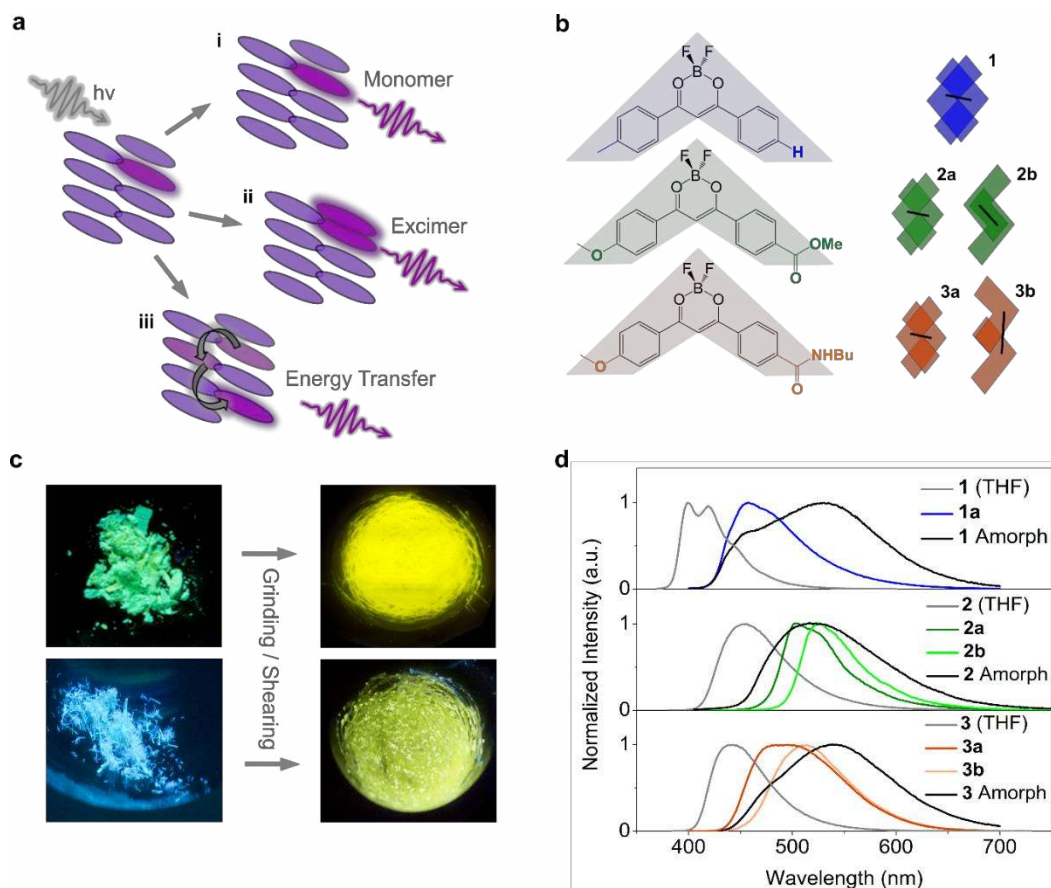 a
hv
i
Monomer
ii
Excimer
iii
Energy Transfer
b
F F
B
O O
H
F F
B
O O
O
OMe
O
F F
B
O O
O
NHBu
O
1
2a 2b
3a 3b
c
Grinding / Shearing
d
Normalized Intensity (a.u.)
1
0
1 (THF)
1a
1 Amorph
1
0
2 (THF)
2a
2b
2 Amorph
1
0
3 (THF)
3a
3b
3 Amorph
400 500 600 700
Wavelength (nm)